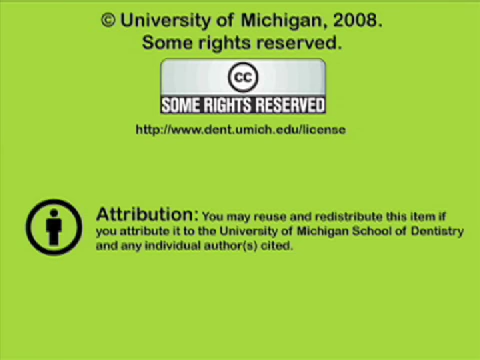 © University of Michigan, 2008.
Some rights reserved.
cc
SOME RIGHTS RESERVED
http://www.dent.umich.edu/license
Attribution: You may reuse and redistribute this item if
you attribute it to the University of Michigan School of Dentistry
and any individual author(s) cited.